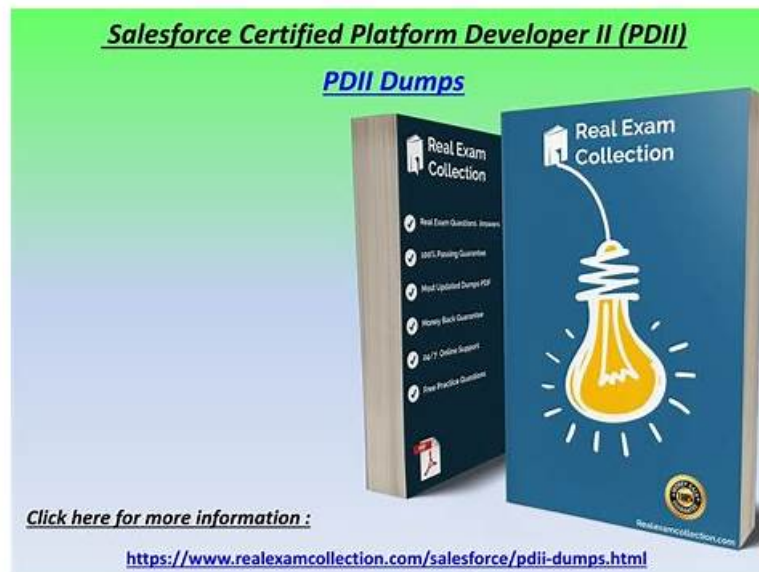 Salesforce Certified Platform Developer II (PDII)
PDII Dumps
Real Exam
Collection
Real Exam Questions Answers
100% Passing Guarantee
Most Updated Dumps PDF
Money Back Guarantee
24/7 Online Support
Free Practice Questions
PDF
Real Exam
Collection
100%
Realexamcollection.com
Click here for more information :
https://www.realexamcollection.com/salesforce/pdii-dumps.html